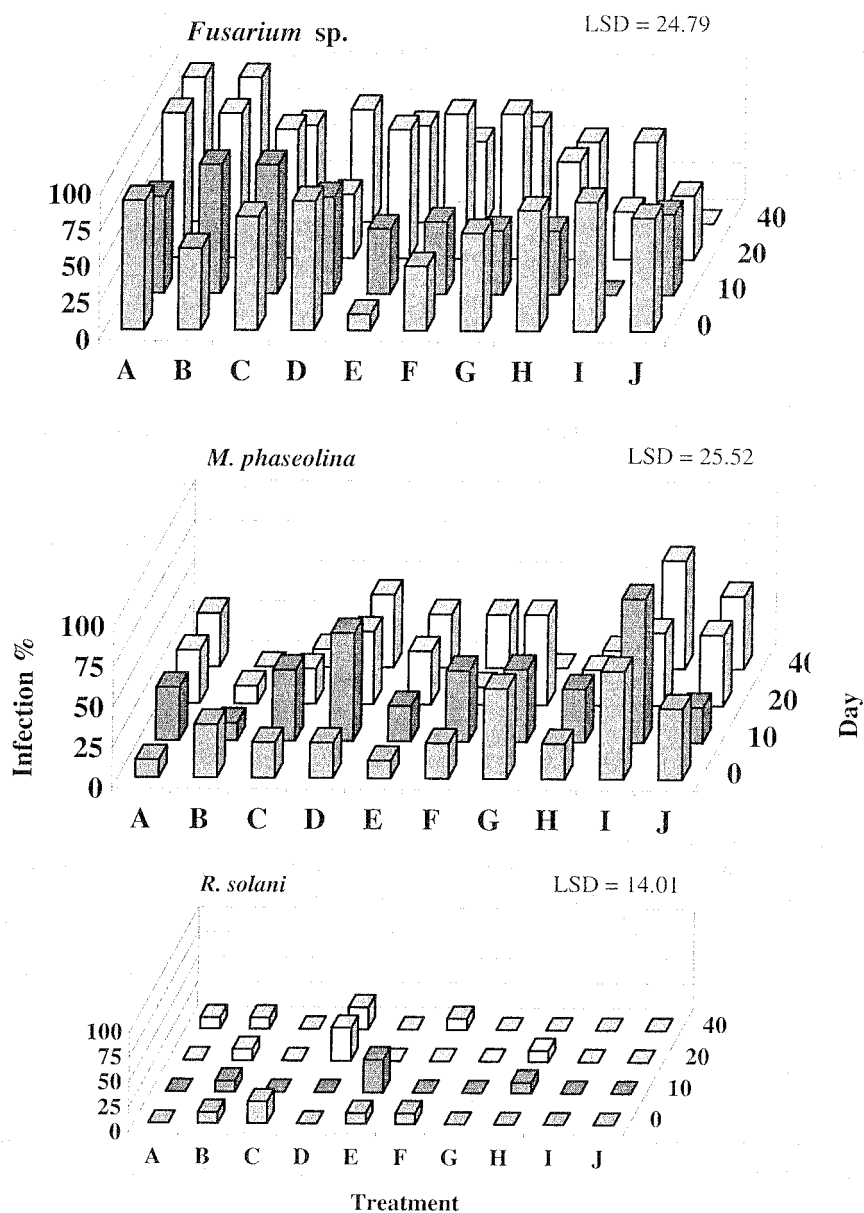 Fusarium sp.
LSD = 24.79
100
75
50
25
0
40
20
10
0
A B C D E F G H I J
M. phaseolina
LSD = 25.52
Infection %
100
75
50
25
0
40
20
10
0
Day
A B C D E F G H I J
R. solani
LSD = 14.01
100
75
50
25
0
40
20
10
0
A B C D E F G H I J
Treatment